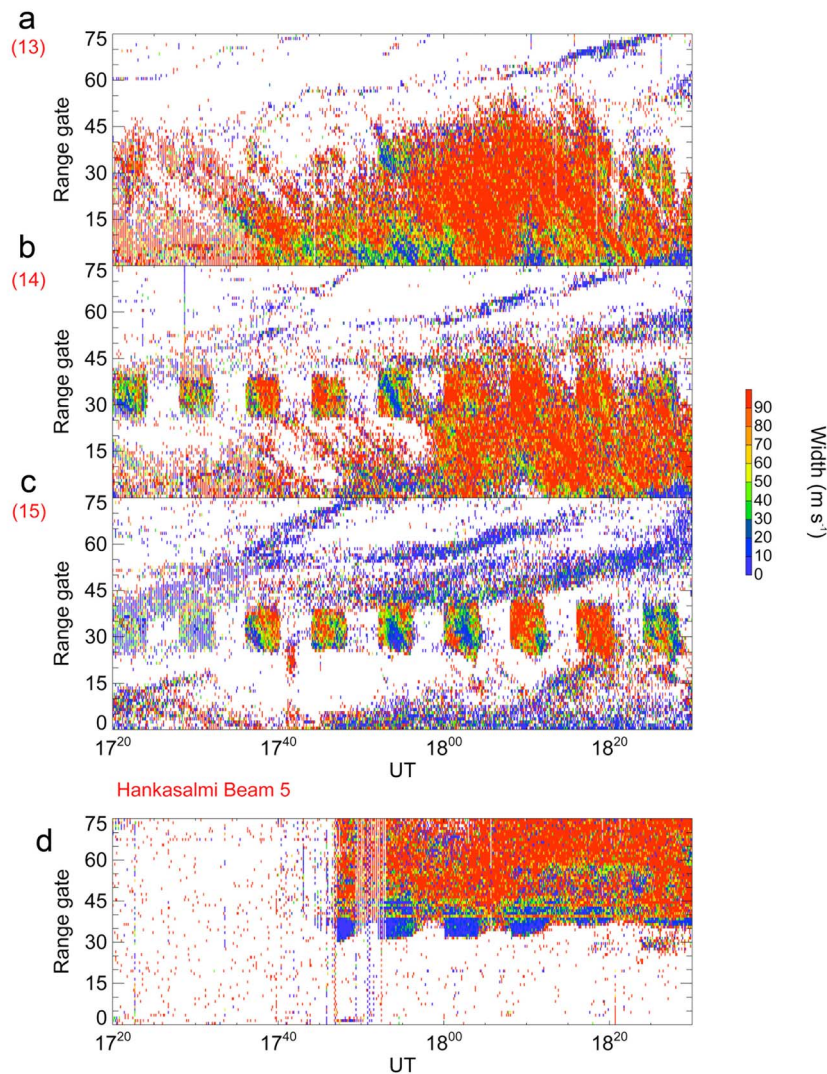 a
(13)
75
60
45
30
15
Range gate
b
(14)
75
60
45
30
15
Range gate
c
(15)
75
60
45
30
15
0
Range gate
17²⁰ 17⁴⁰ 18⁰⁰ 18²⁰
UT
90
80
70
60
50
40
30
20
10
0
Width (m s⁻¹)
Hankasalmi Beam 5
d
75
60
45
30
15
0
Range gate
17²⁰ 17⁴⁰ 18⁰⁰ 18²⁰
UT